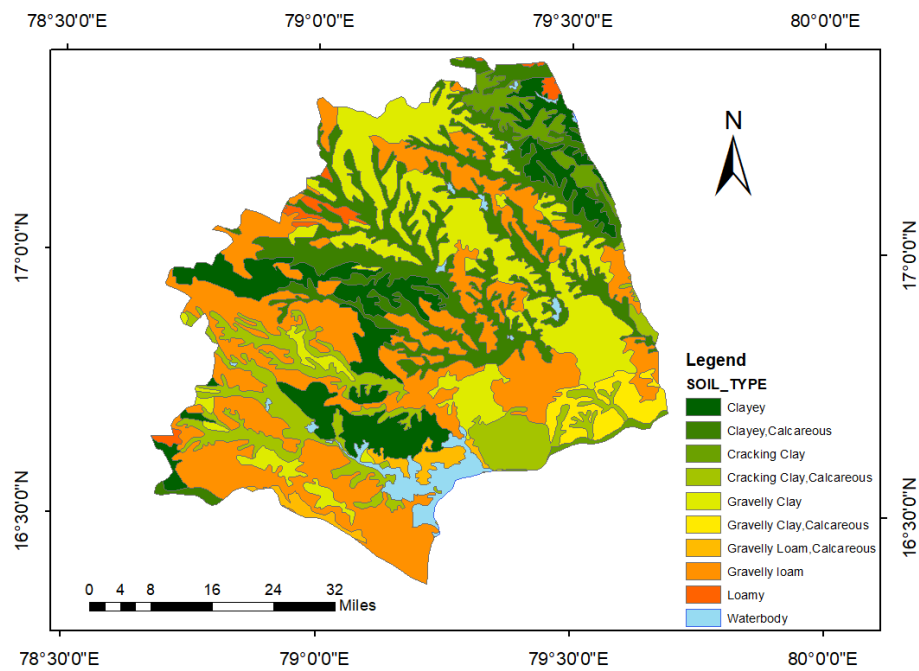 78°30'0"E 79°0'0"E 79°30'0"E 80°0'0"E
N
17°0'0"N 17°0'0"N
Legend
SOIL_TYPE
Clayey
Clayey,Calcareous
Cracking Clay
Cracking Clay,Calcareous
Gravelly Clay
Gravelly Clay,Calcareous
Gravelly Loam,Calcareous
Gravelly loam
Loamy
Waterbody
16°30'0"N 16°30'0"N
0 4 8 16 24 32
Miles
78°30'0"E 79°0'0"E 79°30'0"E 80°0'0"E